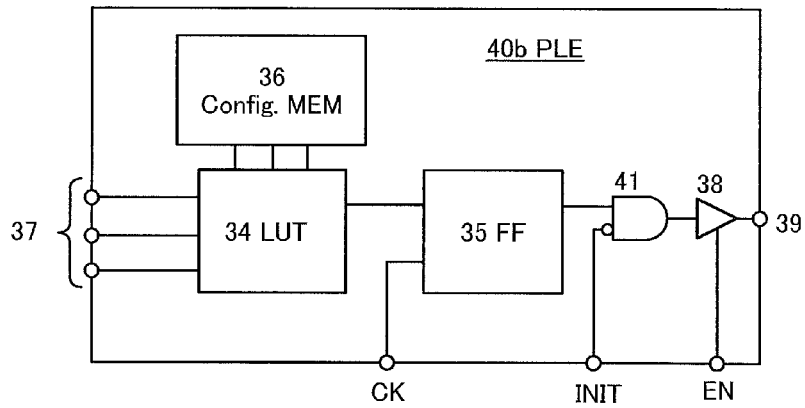 40b PLE
36
Config. MEM
41
38
37
34 LUT
35 FF
39
CK
INIT
EN